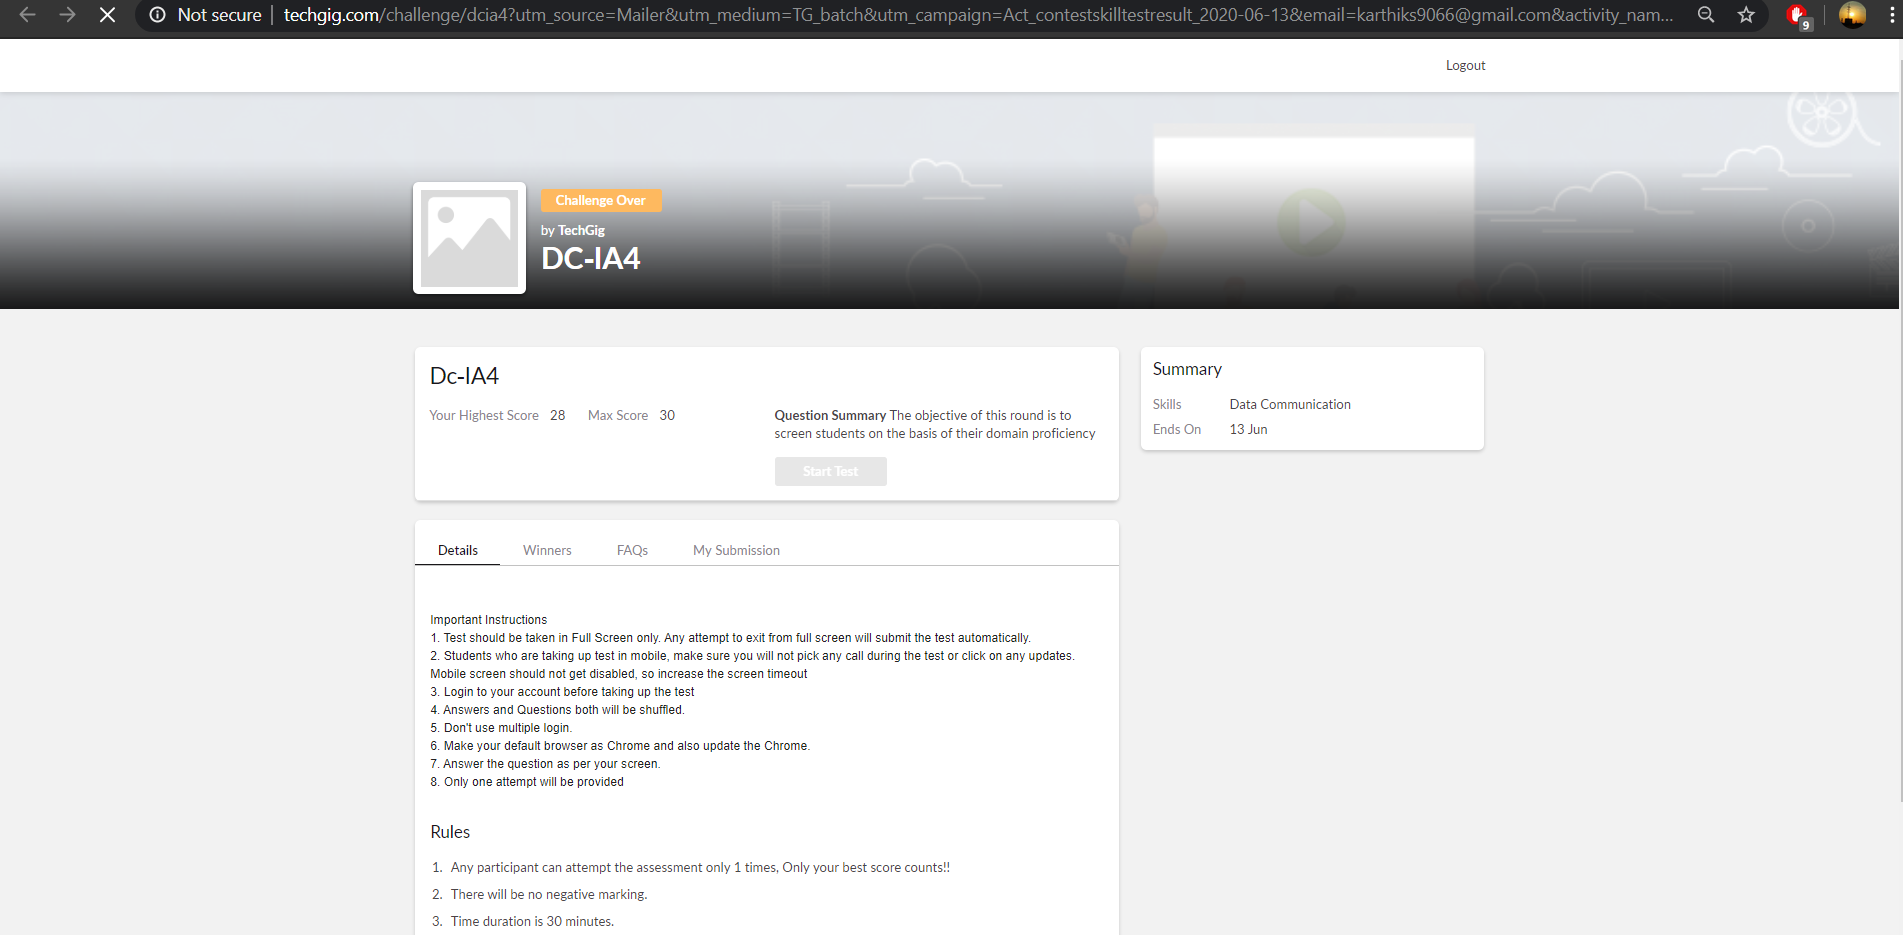 Not secure | techgig.com/challenge/dcia4?utm_source=Mailer&utm_medium=TG_batch&utm_campaign=Act_contestskilltestresult_2020-06-13&email=karthiks9066@gmail.com&activity_nam...
9
Logout
Challenge Over
by TechGig
DC-IA4
Dc-IA4
Your Highest Score 28 Max Score 30
Question Summary The objective of this round is to
screen students on the basis of their domain proficiency
Start Test
Summary
Skills Data Communication
Ends On 13 Jun
Details Winners FAQs My Submission
Important Instructions
1. Test should be taken in Full Screen only. Any attempt to exit from full screen will submit the test automatically.
2. Students who are taking up test in mobile, make sure you will not pick any call during the test or click on any updates.
Mobile screen should not get disabled, so increase the screen timeout
3. Login to your account before taking up the test
4. Answers and Questions both will be shuffled.
5. Don't use multiple login.
6. Make your default browser as Chrome and also update the Chrome.
7. Answer the question as per your screen.
8. Only one attempt will be provided
Rules
1. Any participant can attempt the assessment only 1 times, Only your best score counts!!
2. There will be no negative marking.
3. Time duration is 30 minutes.